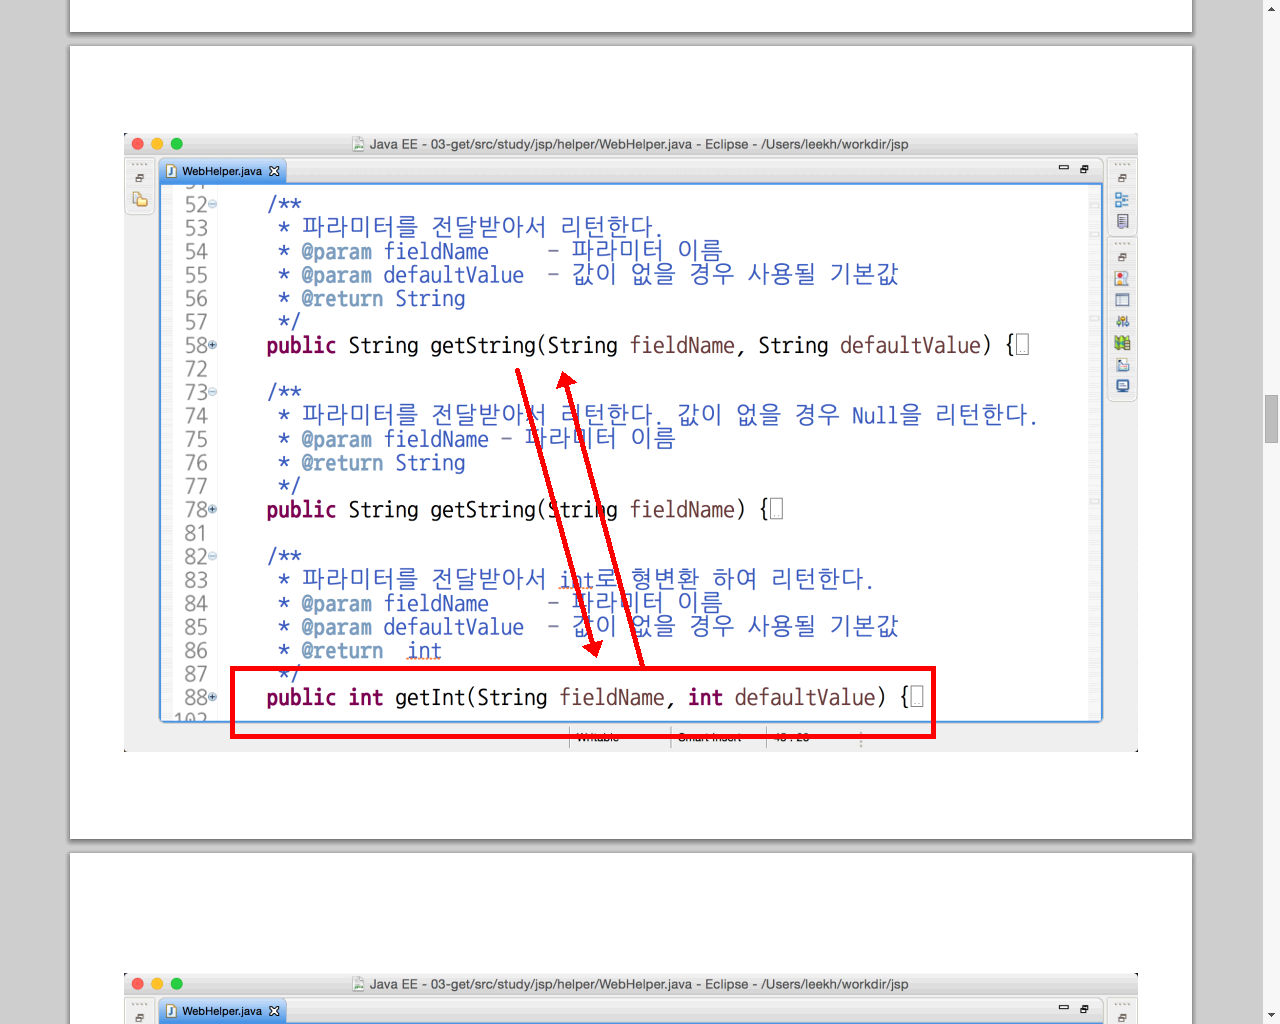 Java EE - 03-get/src/study/jsp/helper/WebHelper.java - Eclipse - /Users/leekh/workdir/jsp
WebHelper.java
52 /**
53 * 파라미터를 전달받아서 리턴한다.
54 * @param fieldName - 파라미터 이름
55 * @param defaultValue - 값이 없을 경우 사용될 기본값
56 * @return String
57 */
58 public String getString(String fieldName, String defaultValue) {
72
73 /**
74 * 파라미터를 전달받아서 리턴한다. 값이 없을 경우 Null을 리턴한다.
75 * @param fieldName - 파라미터 이름
76 * @return String
77 */
78 public String getString(String fieldName) {
81
82 /**
83 * 파라미터를 전달받아서 int로 형변환 하여 리턴한다.
84 * @param fieldName - 파라미터 이름
85 * @param defaultValue - 값이 없을 경우 사용될 기본값
86 * @return int
87 */
88 public int getInt(String fieldName, int defaultValue) {
102
Writable Smart Insert
Java EE - 03-get/src/study/jsp/helper/WebHelper.java - Eclipse - /Users/leekh/workdir/jsp
WebHelper.java